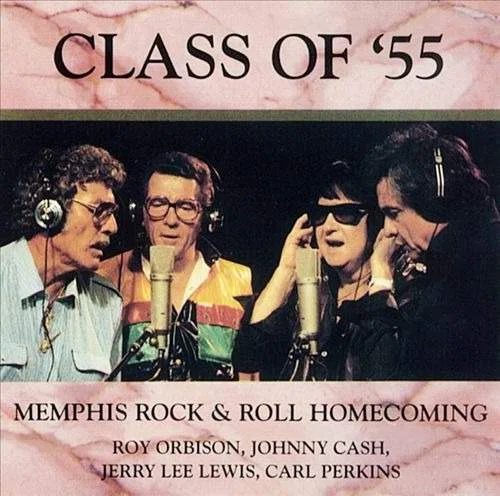 CLASS OF '55
MEMPHIS ROCK & ROLL HOMECOMING
ROY ORBISON, JOHNNY CASH,
JERRY LEE LEWIS, CARL PERKINS